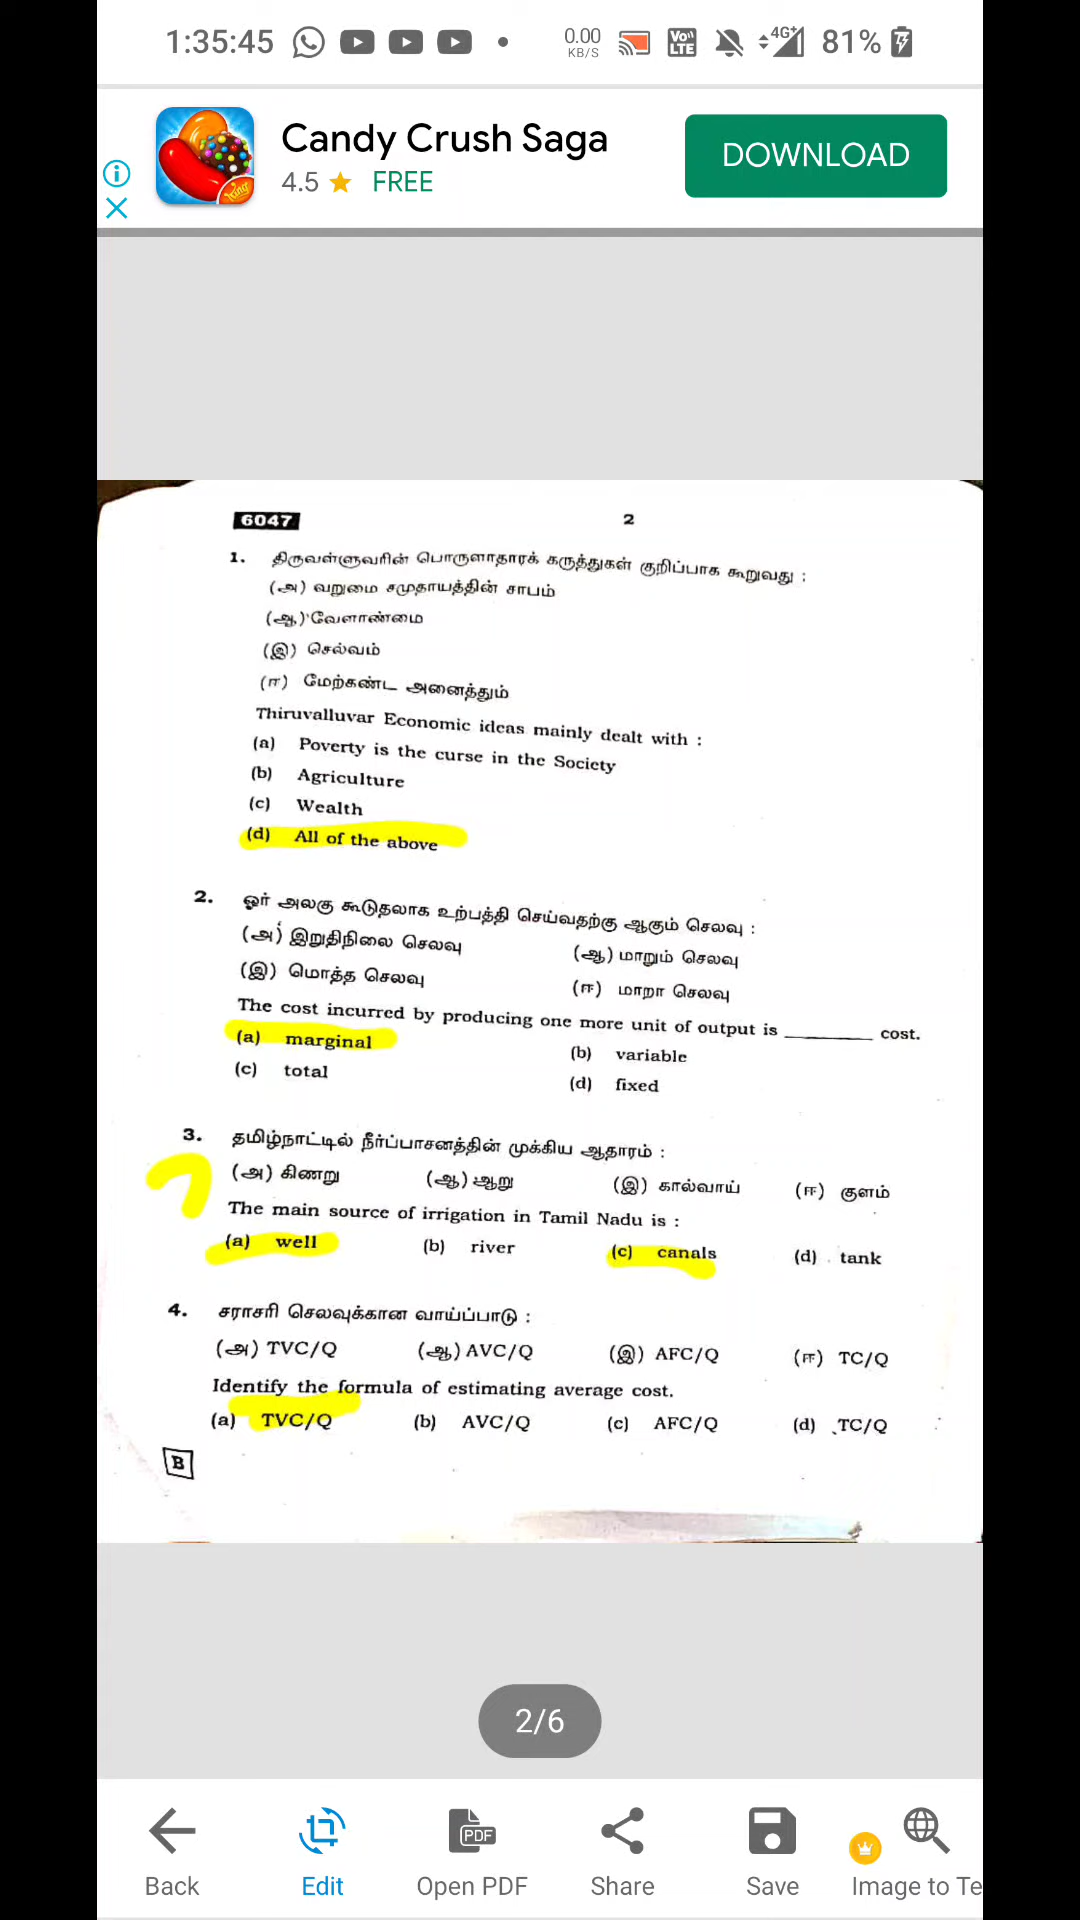 1:35:45
0.00
KB/S
Vo))
LTE
4G+
81%
Candy Crush Saga
4.5 ★ FREE
DOWNLOAD
King
6047
2
1. திருவள்ளுவரின் பொருளாதாரக் கருத்துகள் குறிப்பாக கூறுவது :
(அ) வறுமை சமுதாயத்தின் சாபம்
(ஆ) வேளாண்மை
(இ) செல்வம்
(ஈ) மேற்கண்ட அனைத்தும்
Thiruvalluvar Economic ideas mainly dealt with :
(a) Poverty is the curse in the Society
(b) Agriculture
(c) Wealth
(d) All of the above
2. ஓர் அலகு கூடுதலாக உற்பத்தி செய்வதற்கு ஆகும் செலவு :
(அ) இறுதிநிலை செலவு (ஆ) மாறும் செலவு
(இ) மொத்த செலவு (ஈ) மாறா செலவு
The cost incurred by producing one more unit of output is ________ cost.
(a) marginal (b) variable
(c) total (d) fixed
3. தமிழ்நாட்டில் நீர்ப்பாசனத்தின் முக்கிய ஆதாரம் :
(அ) கிணறு (ஆ) ஆறு (இ) கால்வாய் (ஈ) குளம்
The main source of irrigation in Tamil Nadu is :
(a) well (b) river (c) canals (d) tank
4. சராசரி செலவுக்கான வாய்ப்பாடு :
(அ) TVC/Q (ஆ) AVC/Q (இ) AFC/Q (ஈ) TC/Q
Identify the formula of estimating average cost.
(a) TVC/Q (b) AVC/Q (c) AFC/Q (d) TC/Q
B
2/6
PDF
Back Edit Open PDF Share Save Image to Te